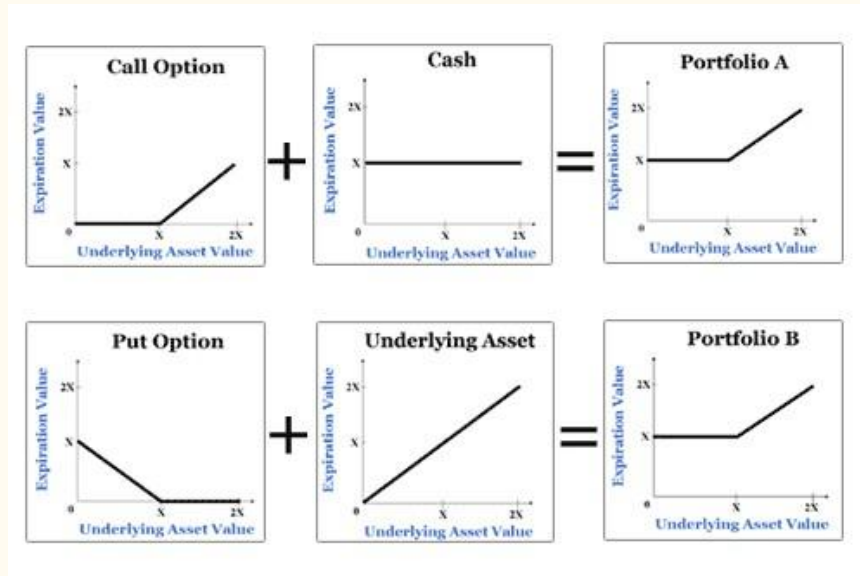 Call Option
Expiration Value
2X
X
0
X
2X
Underlying Asset Value
+
Cash
Expiration Value
2X
X
0
X
2X
Underlying Asset Value
=
Portfolio A
Expiration Value
2X
X
0
X
2X
Underlying Asset Value
Put Option
Expiration Value
2X
X
0
X
2X
Underlying Asset Value
+
Underlying Asset
Expiration Value
2X
X
0
X
2X
Underlying Asset Value
=
Portfolio B
Expiration Value
2X
X
0
X
2X
Underlying Asset Value